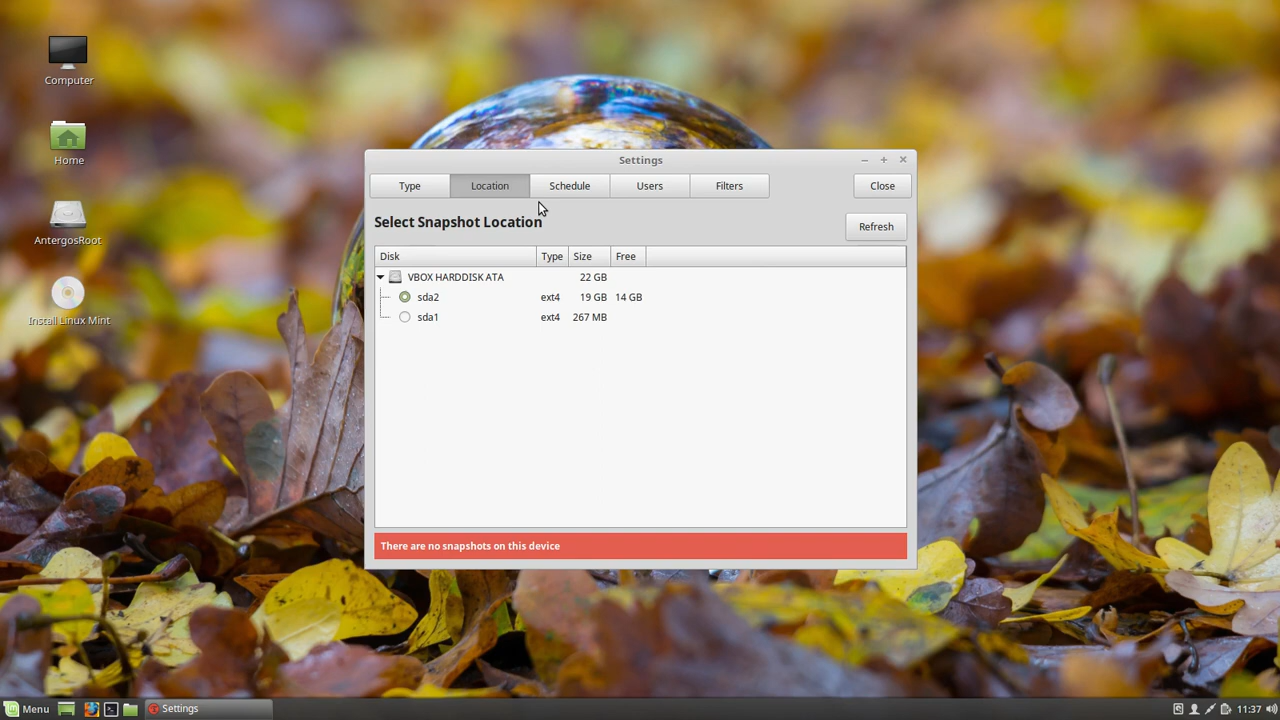 Computer
Home
AntergosRoot
Install Linux Mint
Settings
Type Location Schedule Users Filters Close
Select Snapshot Location
Refresh
Disk Type Size Free
VBOX HARDDISK ATA 22 GB
sda2 ext4 19 GB 14 GB
sda1 ext4 267 MB
There are no snapshots on this device
Menu Settings 11:37